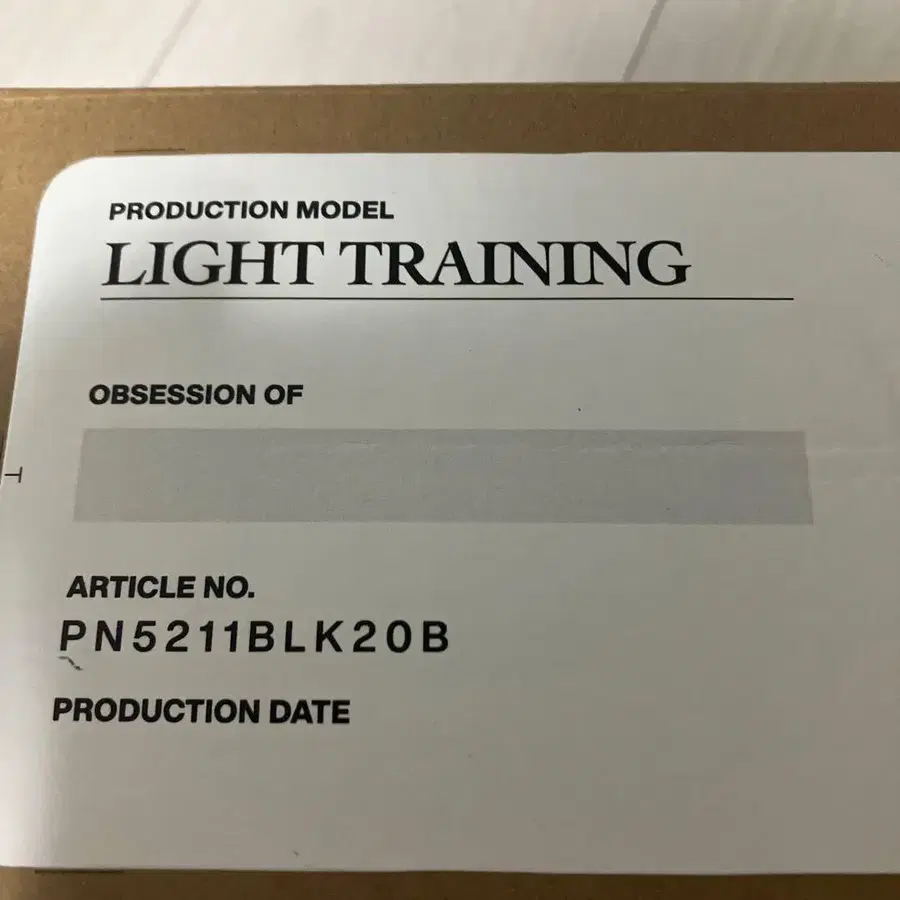 PRODUCTION MODEL
LIGHT TRAINING
OBSESSION OF
ARTICLE NO.
PN5211BLK20B
PRODUCTION DATE